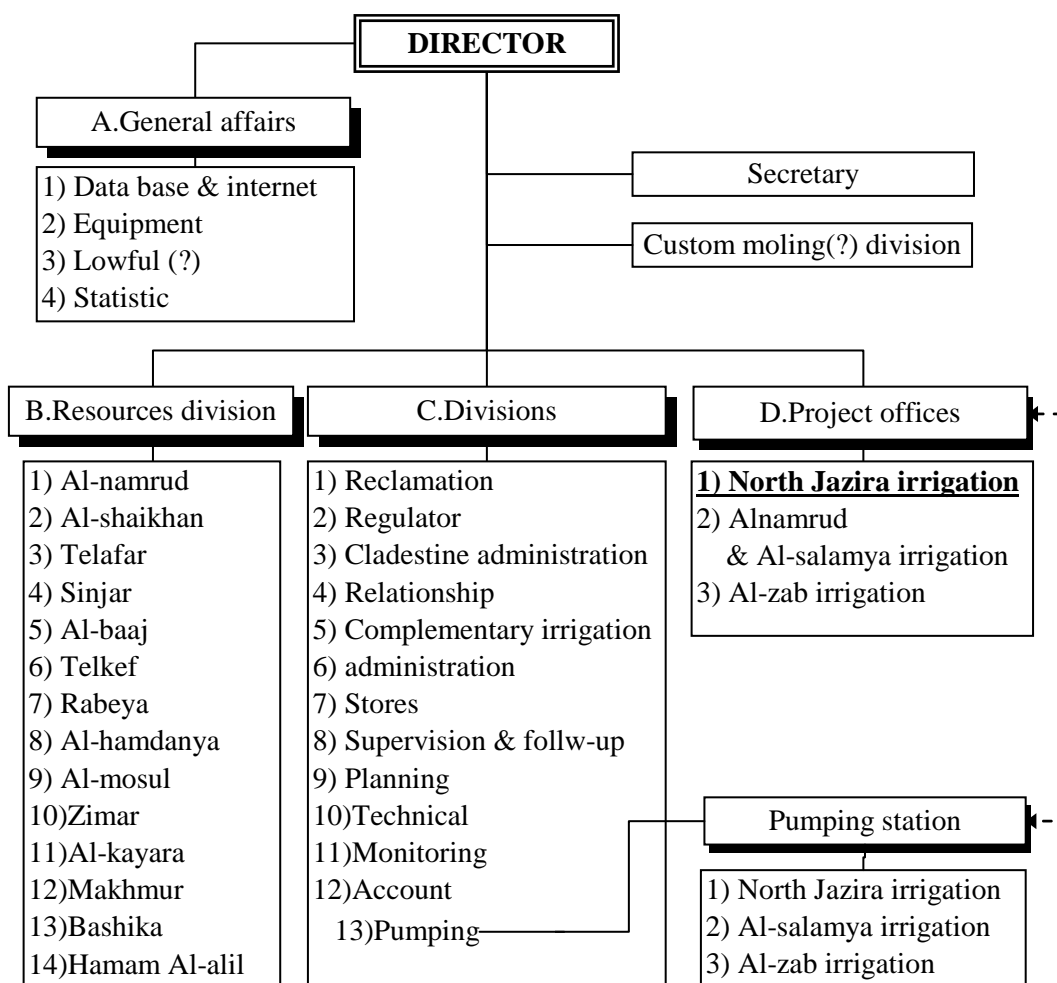 DIRECTOR
A.General affairs
1) Data base & internet
2) Equipment
3) Lowful (?)
4) Statistic
Secretary
Custom moling(?) division
B.Resources division
1) Al-namrud
2) Al-shaikhan
3) Telafar
4) Sinjar
5) Al-baaj
6) Telkef
7) Rabeya
8) Al-hamdanya
9) Al-mosul
10)Zimar
11)Al-kayara
12)Makhmur
13)Bashika
14)Hamam Al-alil
C.Divisions
1) Reclamation
2) Regulator
3) Cladestine administration
4) Relationship
5) Complementary irrigation
6) administration
7) Stores
8) Supervision & follw-up
9) Planning
10)Technical
11)Monitoring
12)Account
13)Pumping
D.Project offices
1) North Jazira irrigation
2) Alnamrud
& Al-salamya irrigation
3) Al-zab irrigation
Pumping station
1) North Jazira irrigation
2) Al-salamya irrigation
3) Al-zab irrigation